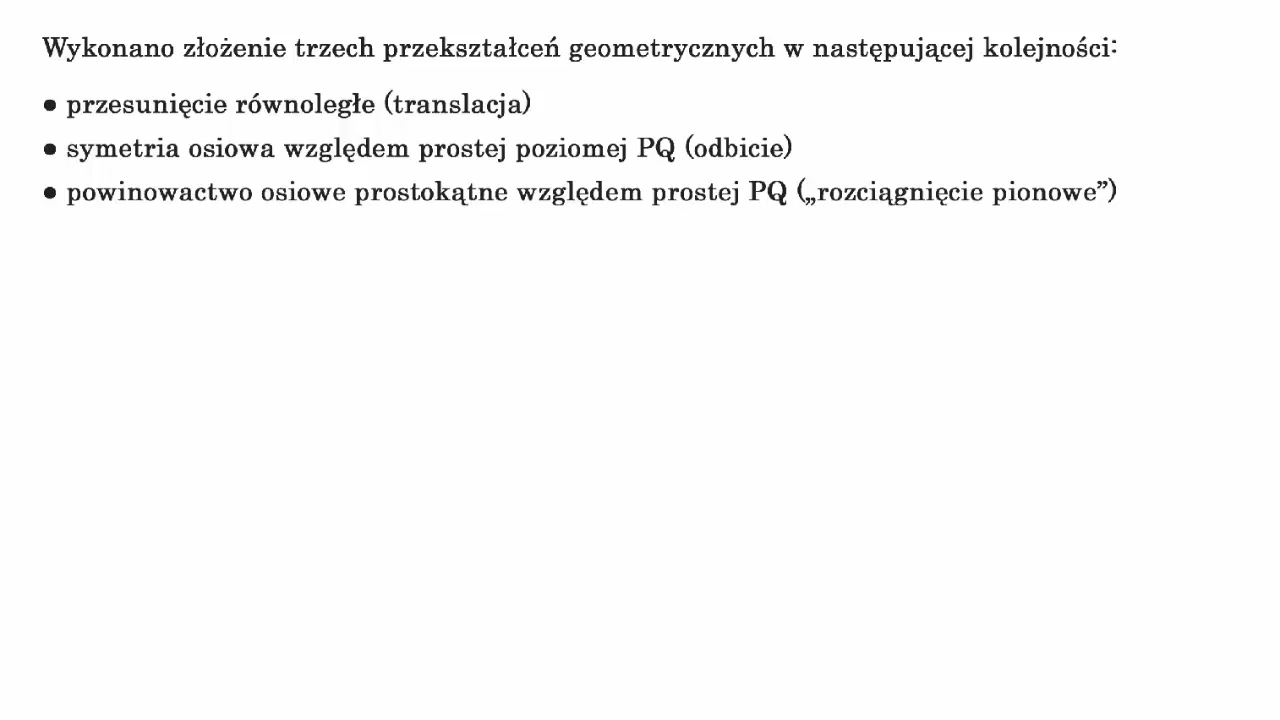 Wykonano złożenie trzech przekształceń geometrycznych w następującej kolejności:
● przesunięcie równoległe (translacja)
● symetria osiowa względem prostej poziomej PQ (odbicie)
● powinowactwo osiowe prostokątne względem prostej PQ („rozciągnięcie pionowe”)